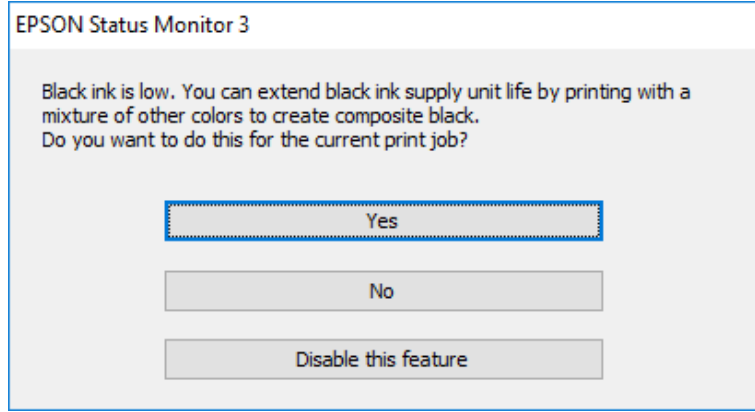 EPSON Status Monitor 3
Black ink is low. You can extend black ink supply unit life by printing with a
mixture of other colors to create composite black.
Do you want to do this for the current print job?
Yes
No
Disable this feature